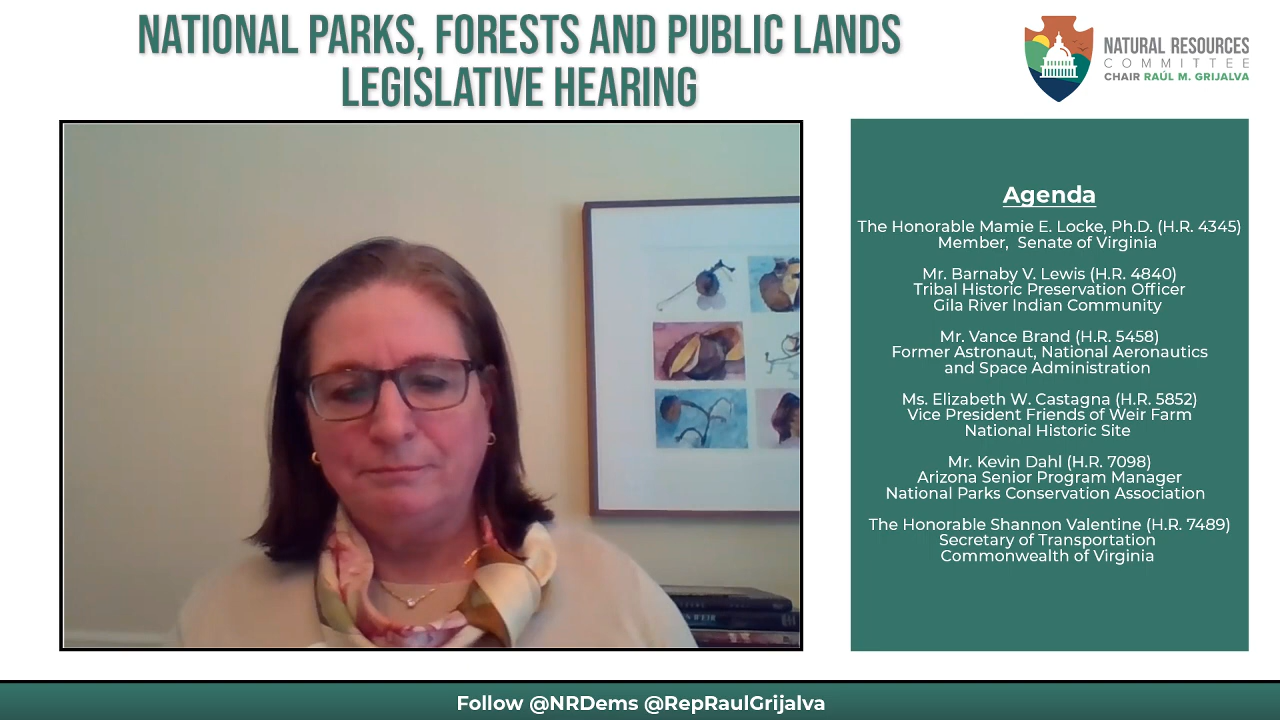 NATIONAL PARKS, FORESTS AND PUBLIC LANDS
LEGISLATIVE HEARING
NATURAL RESOURCES
COMMITTEE
CHAIR RAÚL M. GRIJALVA
Agenda
The Honorable Mamie E. Locke, Ph.D. (H.R. 4345)
Member, Senate of Virginia
Mr. Barnaby V. Lewis (H.R. 4840)
Tribal Historic Preservation Officer
Gila River Indian Community
Mr. Vance Brand (H.R. 5458)
Former Astronaut, National Aeronautics
and Space Administration
Ms. Elizabeth W. Castagna (H.R. 5852)
Vice President Friends of Weir Farm
National Historic Site
Mr. Kevin Dahl (H.R. 7098)
Arizona Senior Program Manager
National Parks Conservation Association
The Honorable Shannon Valentine (H.R. 7489)
Secretary of Transportation
Commonwealth of Virginia
WEIR
Follow @NRDems @RepRaulGrijalva